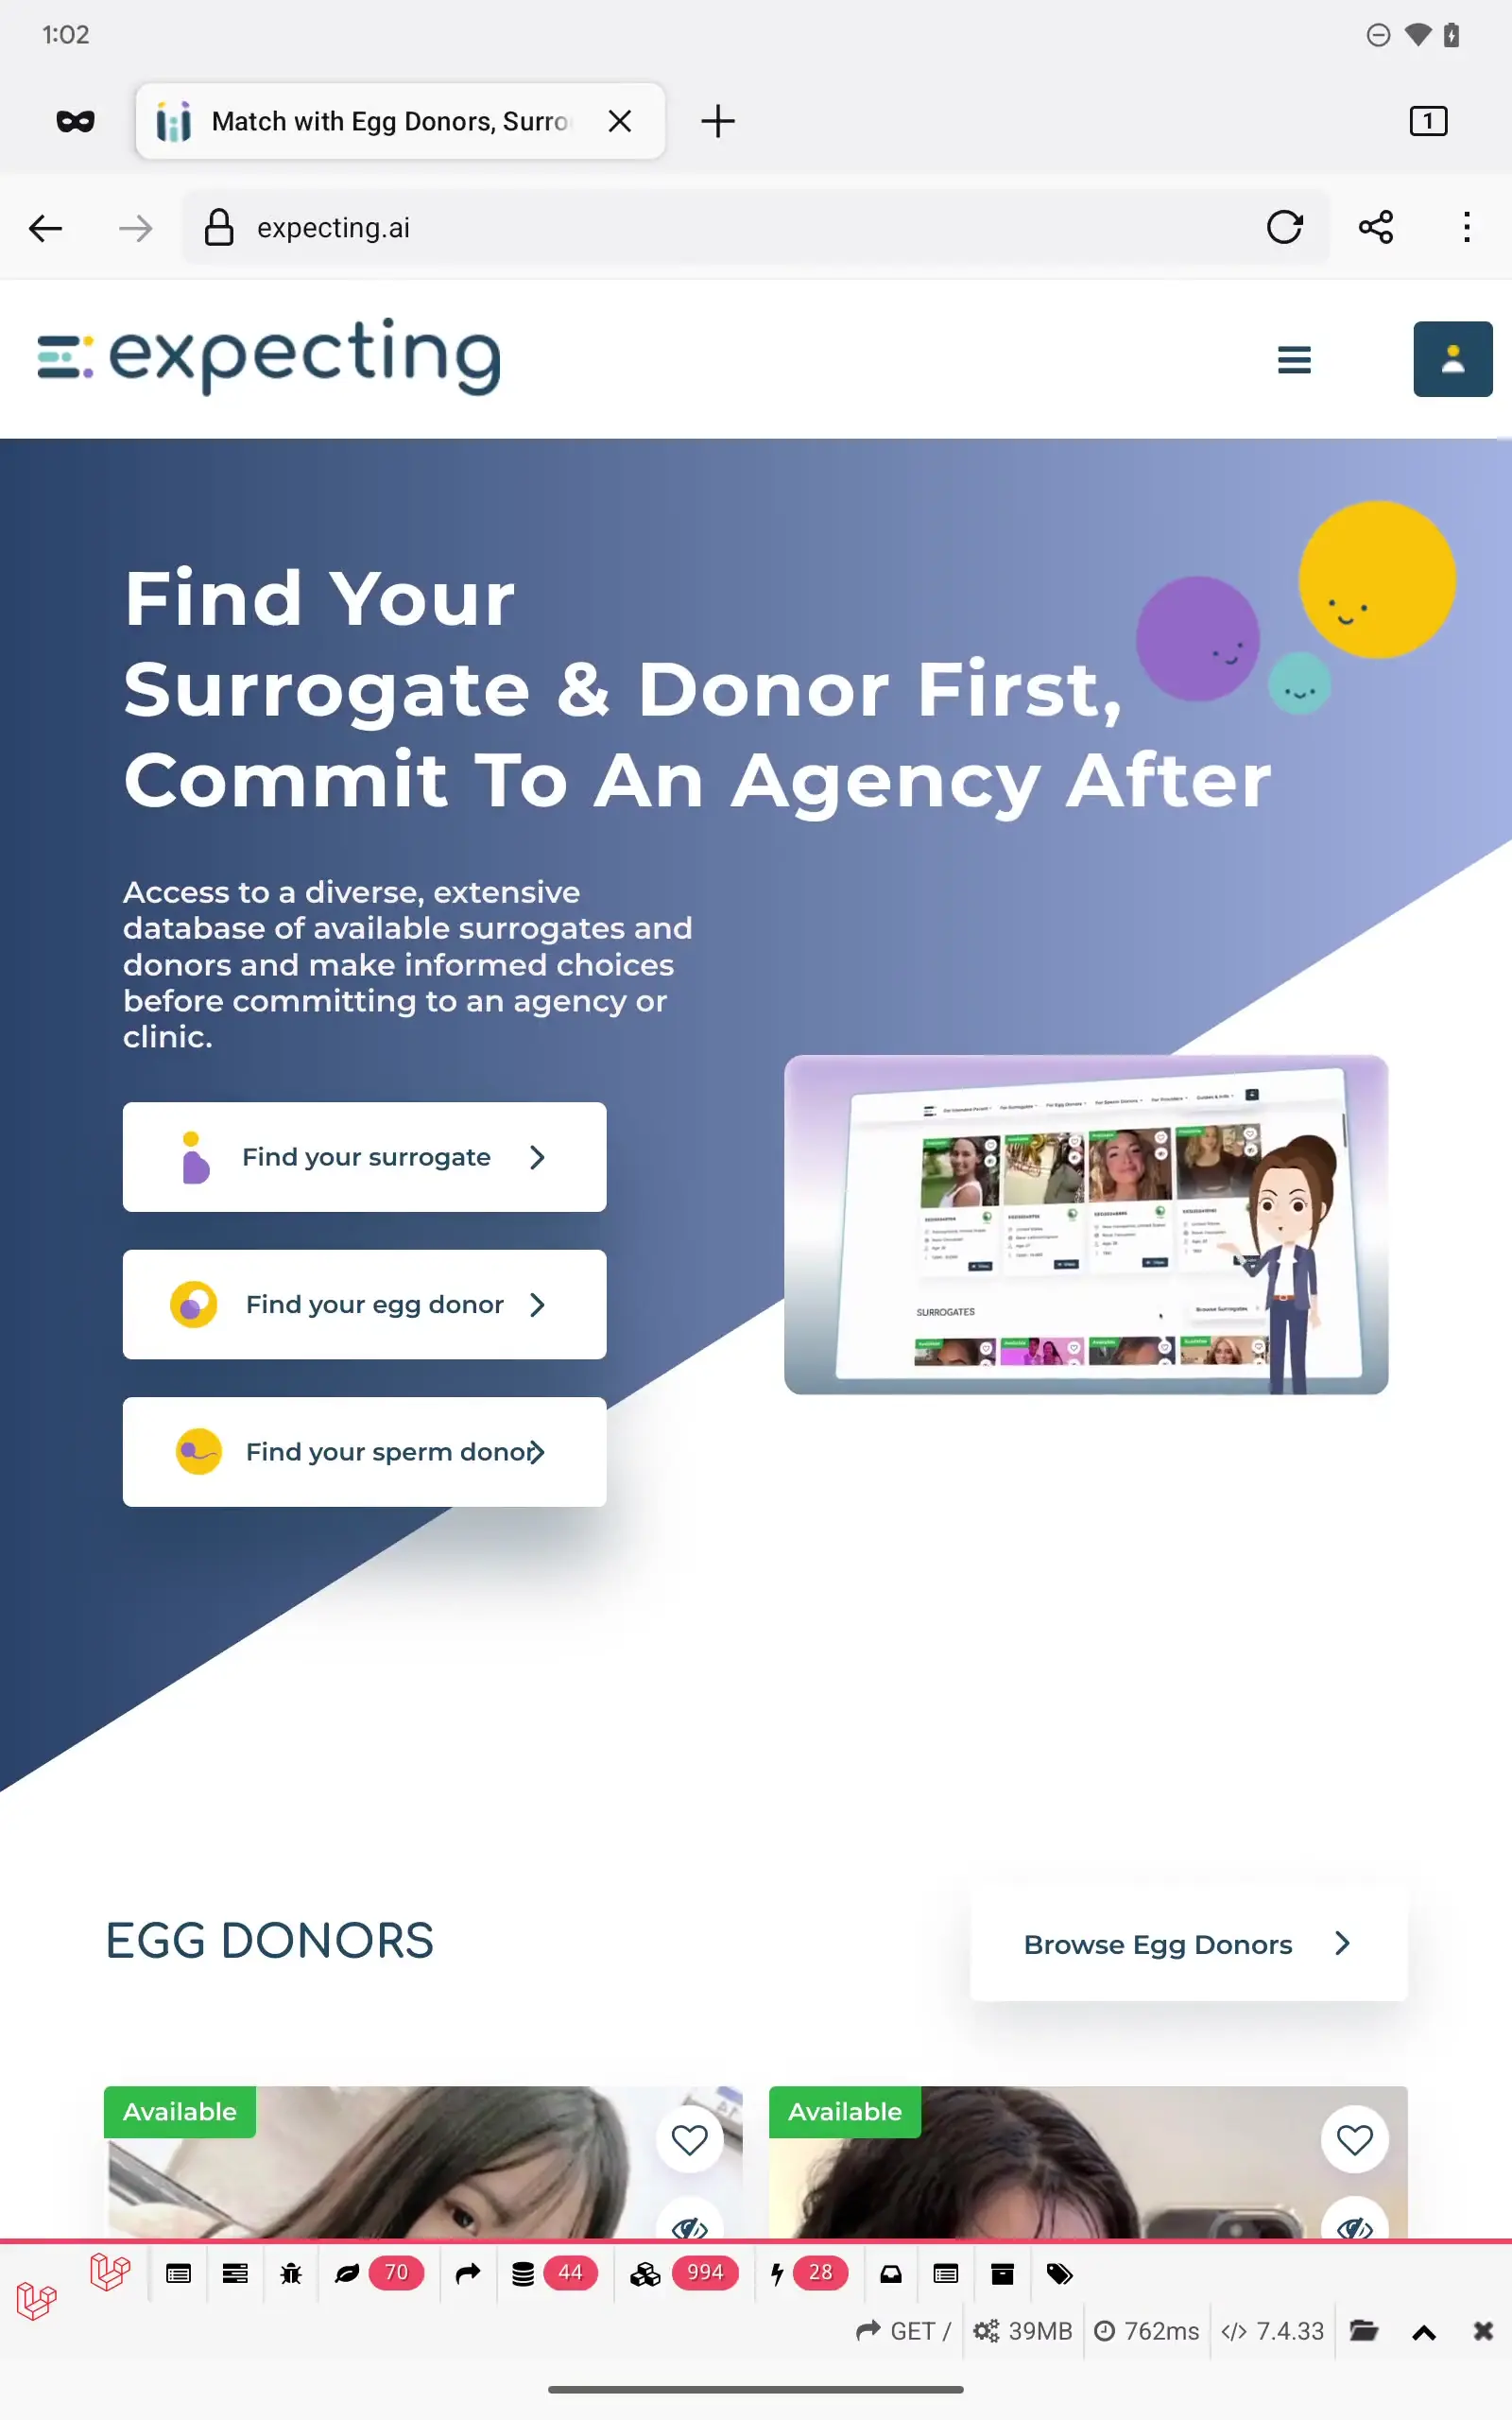 1:02
Match with Egg Donors, Surro
1
expecting.ai
expecting
Find Your
Surrogate & Donor First,
Commit To An Agency After
Access to a diverse, extensive
database of available surrogates and
donors and make informed choices
before committing to an agency or
clinic.
Find your surrogate
Find your egg donor
Find your sperm donor
SURROGATES
Browse Surrogates
EGG DONORS
Browse Egg Donors
Available
Available
70
44
994
28
GET /
39MB
762ms
7.4.33